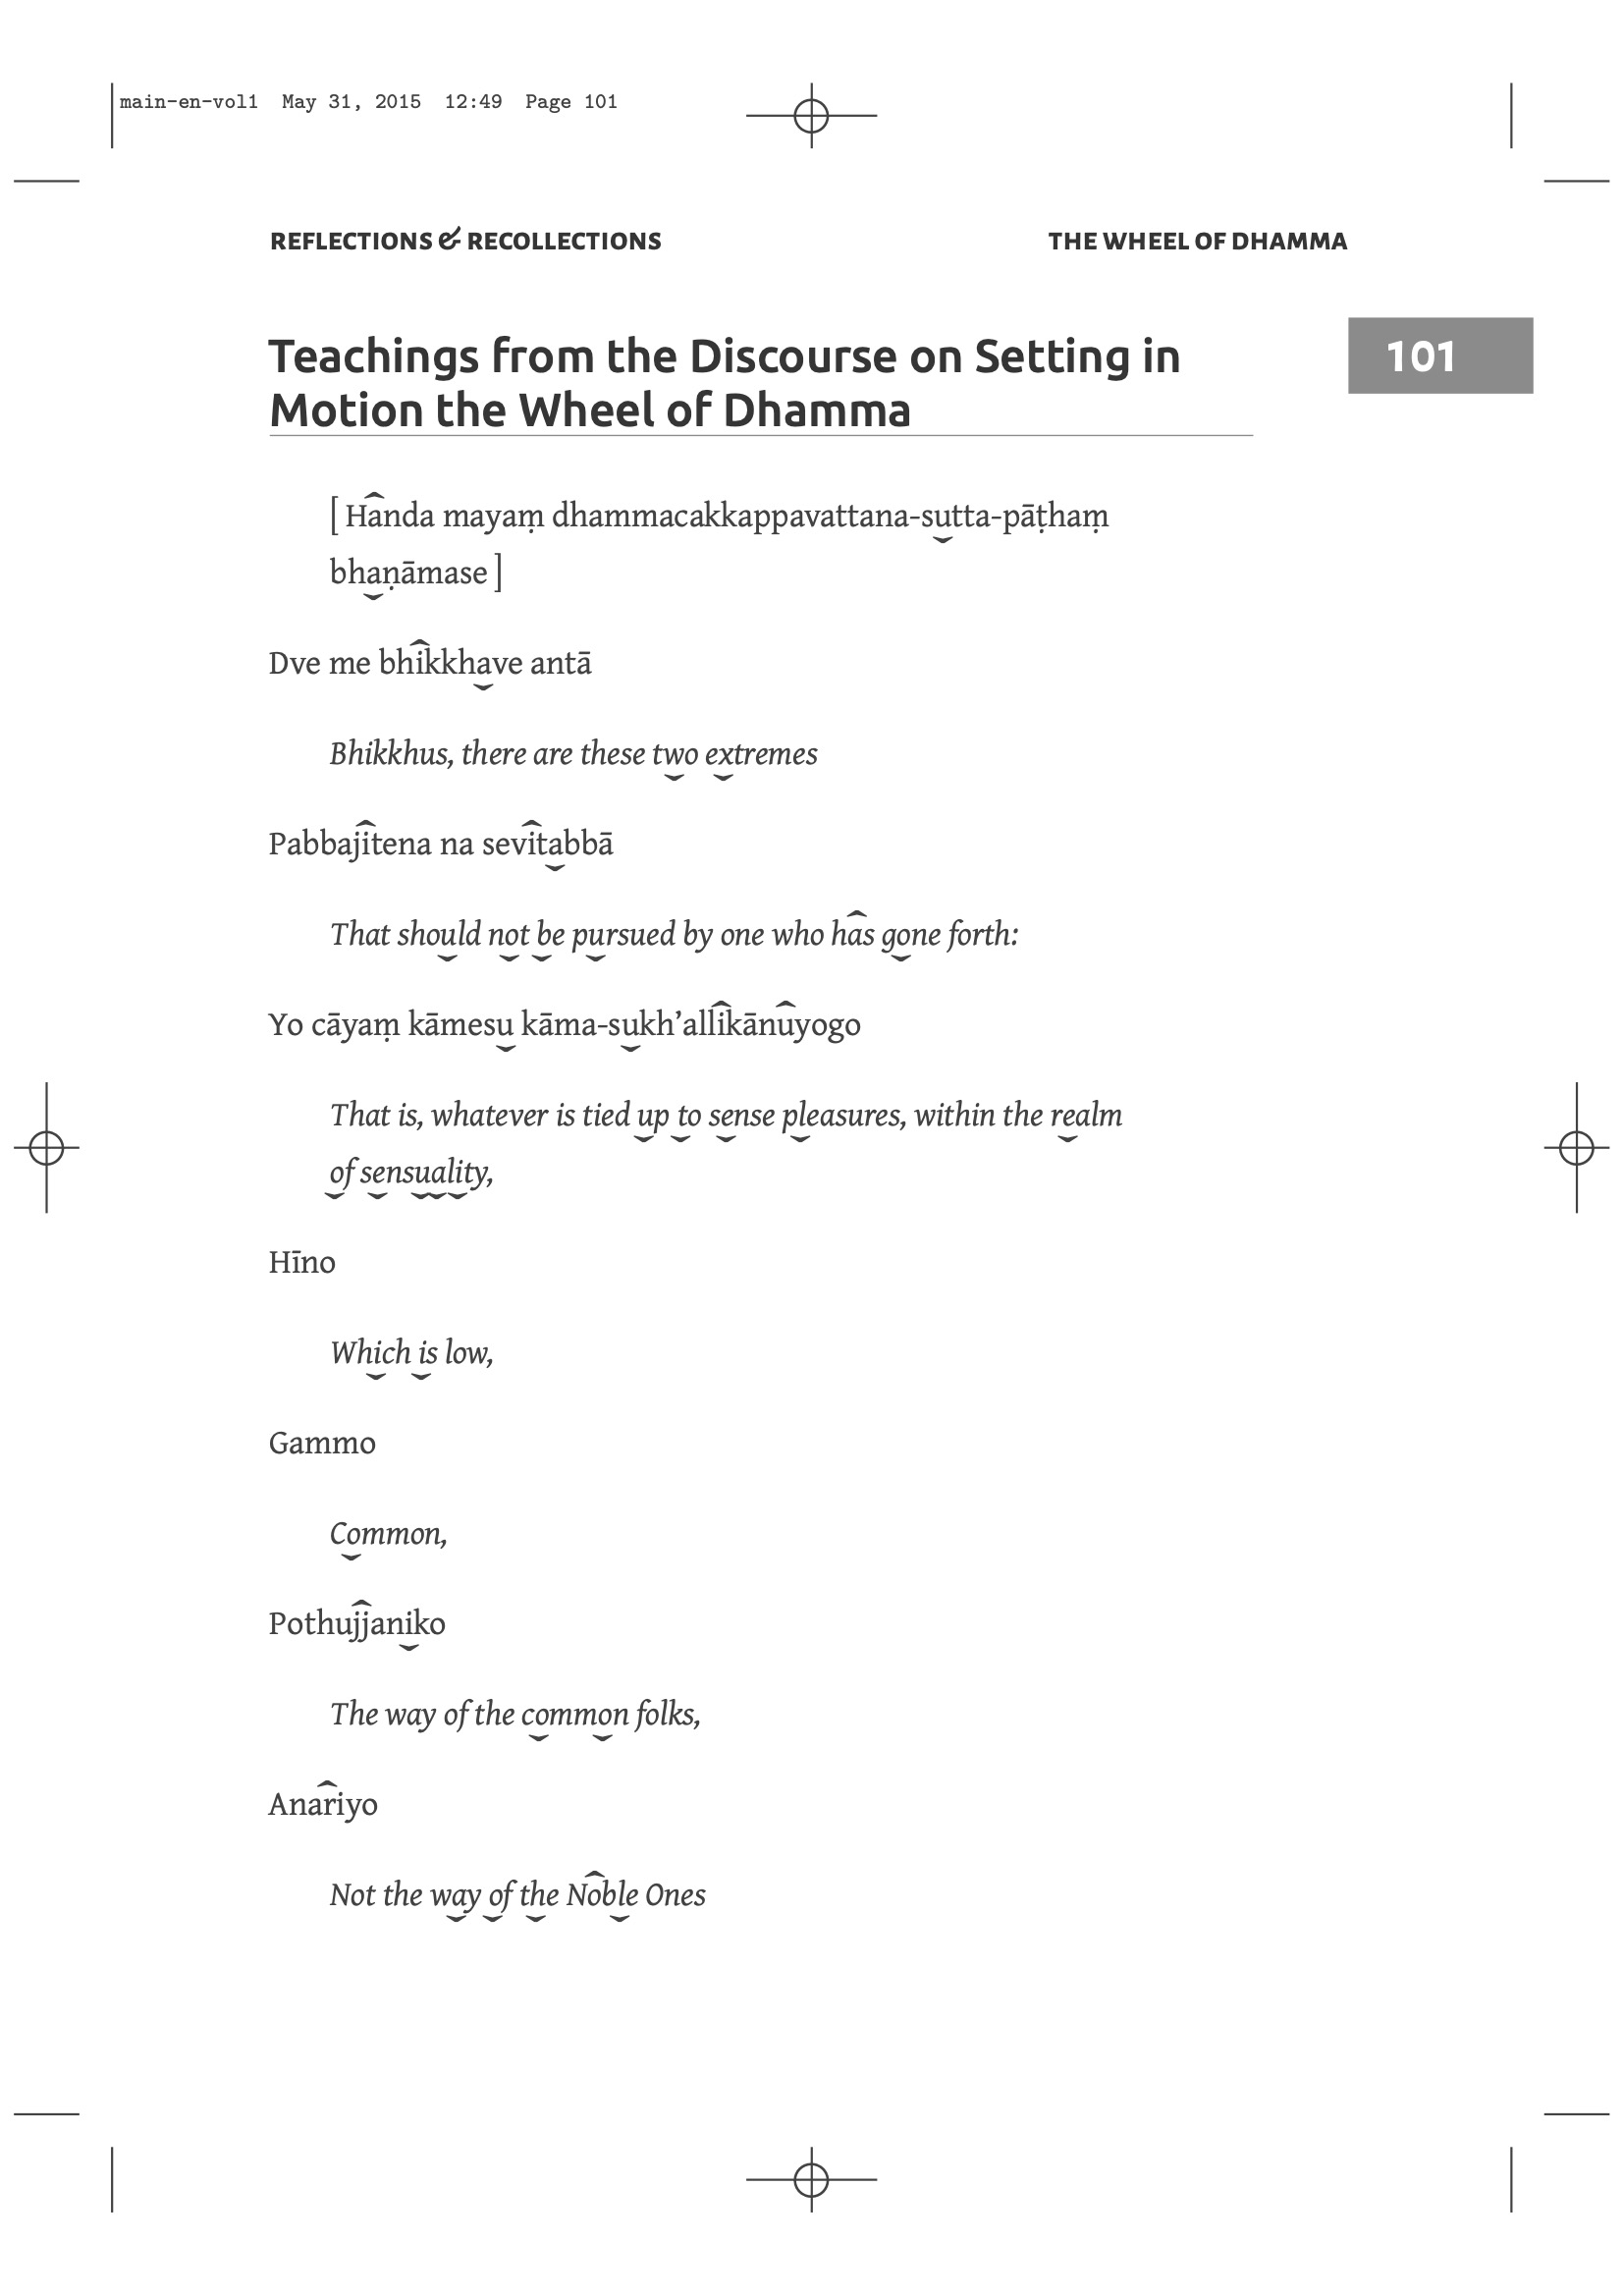 main-en-vol1 May 31, 2015 12:49 Page 101
REFLECTIONS & RECOLLECTIONS THE WHEEL OF DHAMMA
101
Teachings from the Discourse on Setting in
Motion the Wheel of Dhamma
[ Handa mayaṃ dhammacakkappavattana-sutta-pāṭhaṃ
bhaṇāmase ]
Dve me bhikkhave antā
Bhikkhus, there are these two extremes
Pabbajitena na sevitabbā
That should not be pursued by one who has gone forth:
Yo cāyaṃ kāmesu kāma-sukh’allikānuyogo
That is, whatever is tied up to sense pleasures, within the realm
of sensuality,
Hīno
Which is low,
Gammo
Common,
Pothujjaniko
The way of the common folks,
Anariyo
Not the way of the Noble Ones